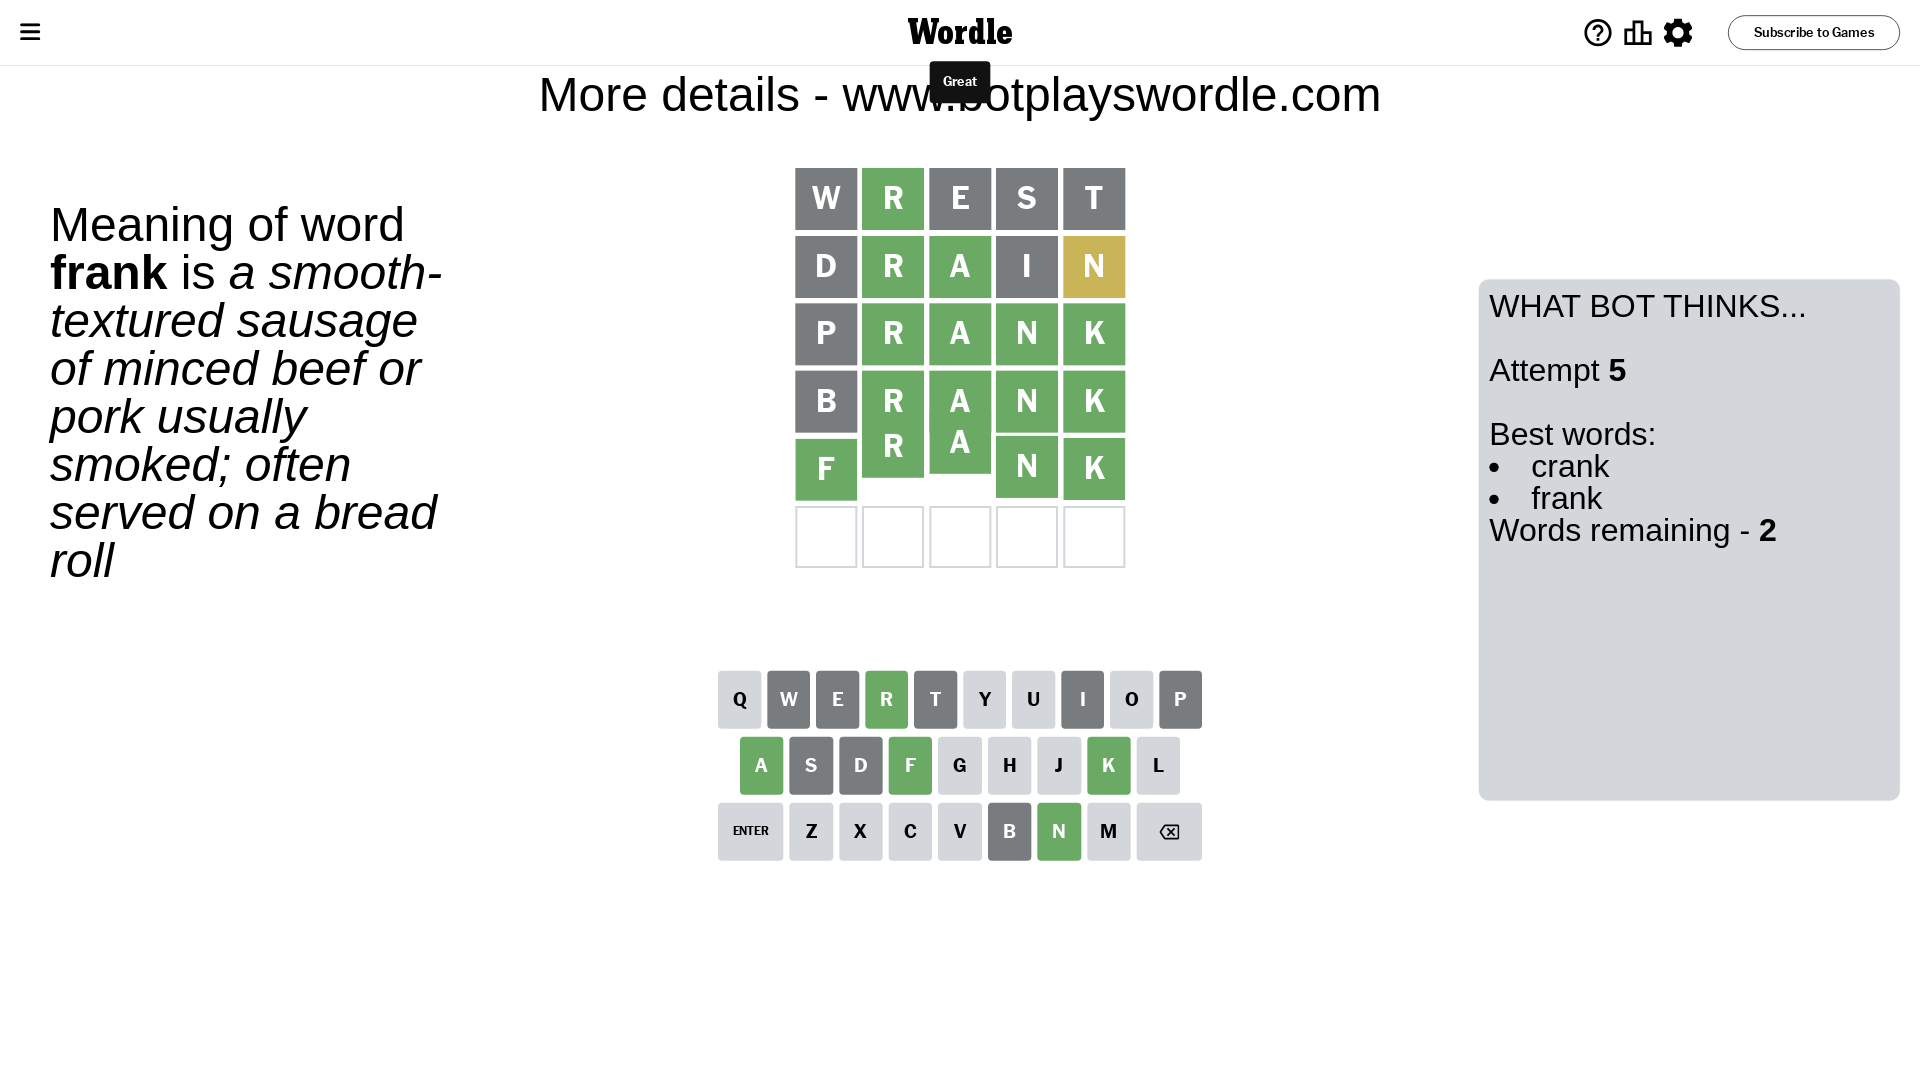 Wordle
Subscribe to Games
Great
More details - www.botplayswordle.com
Meaning of word
frank is a smooth-
textured sausage
of minced beef or
pork usually
smoked; often
served on a bread
roll
W R E S T
D R A I N
P R A N K
B R A N K
F R A N K
WHAT BOT THINKS...
Attempt 5
Best words:
• crank
• frank
Words remaining - 2
Q W E R T Y U I O P
A S D F G H J K L
ENTER Z X C V B N M